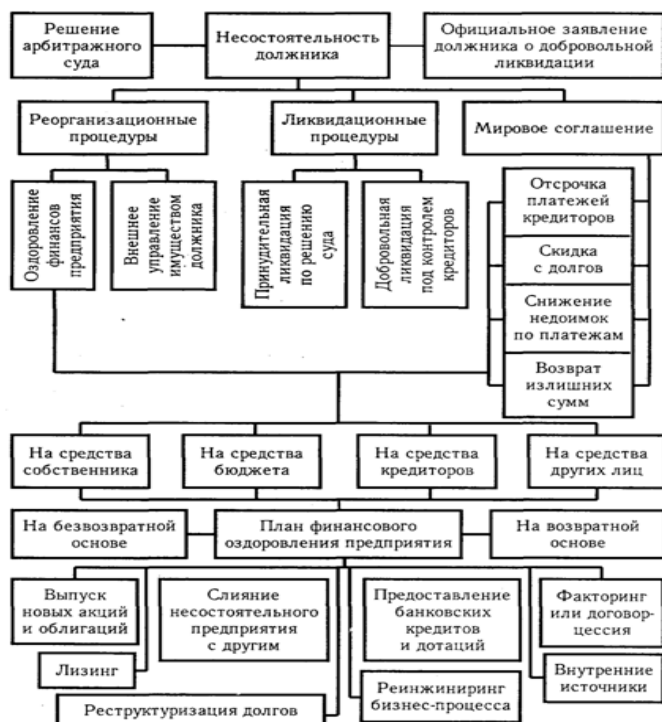 Решение
арбитражного
суда
Несостоятельность
должника
Официальное заявление
должника о добровольной
ликвидации
Реорганизационные
процедуры
Ликвидационные
процедуры
Мировое соглашение
Оздоровление
финансов
предприятия
Внешнее
управление
имуществом
должника
Принудительная
ликвидация
по решению
суда
Добровольная
ликвидация
под контролем
кредиторов
Отсрочка
платежей
кредиторов
Скидка
с долгов
Снижение
недоимок
по платежам
Возврат
излишних
сумм
На средства
собственника
На средства
бюджета
На средства
кредиторов
На средства
других лиц
На безвозвратной
основе
План финансового
оздоровления предприятия
На возвратной
основе
Выпуск
новых акций
и облигаций
Слияние
несостоятельного
предприятия
с другим
Предоставление
банковских
кредитов
и дотаций
Факторинг
или договор-
цессия
Лизинг
Реструктуризация долгов
Реинжиниринг
бизнес-процесса
Внутренние
источники